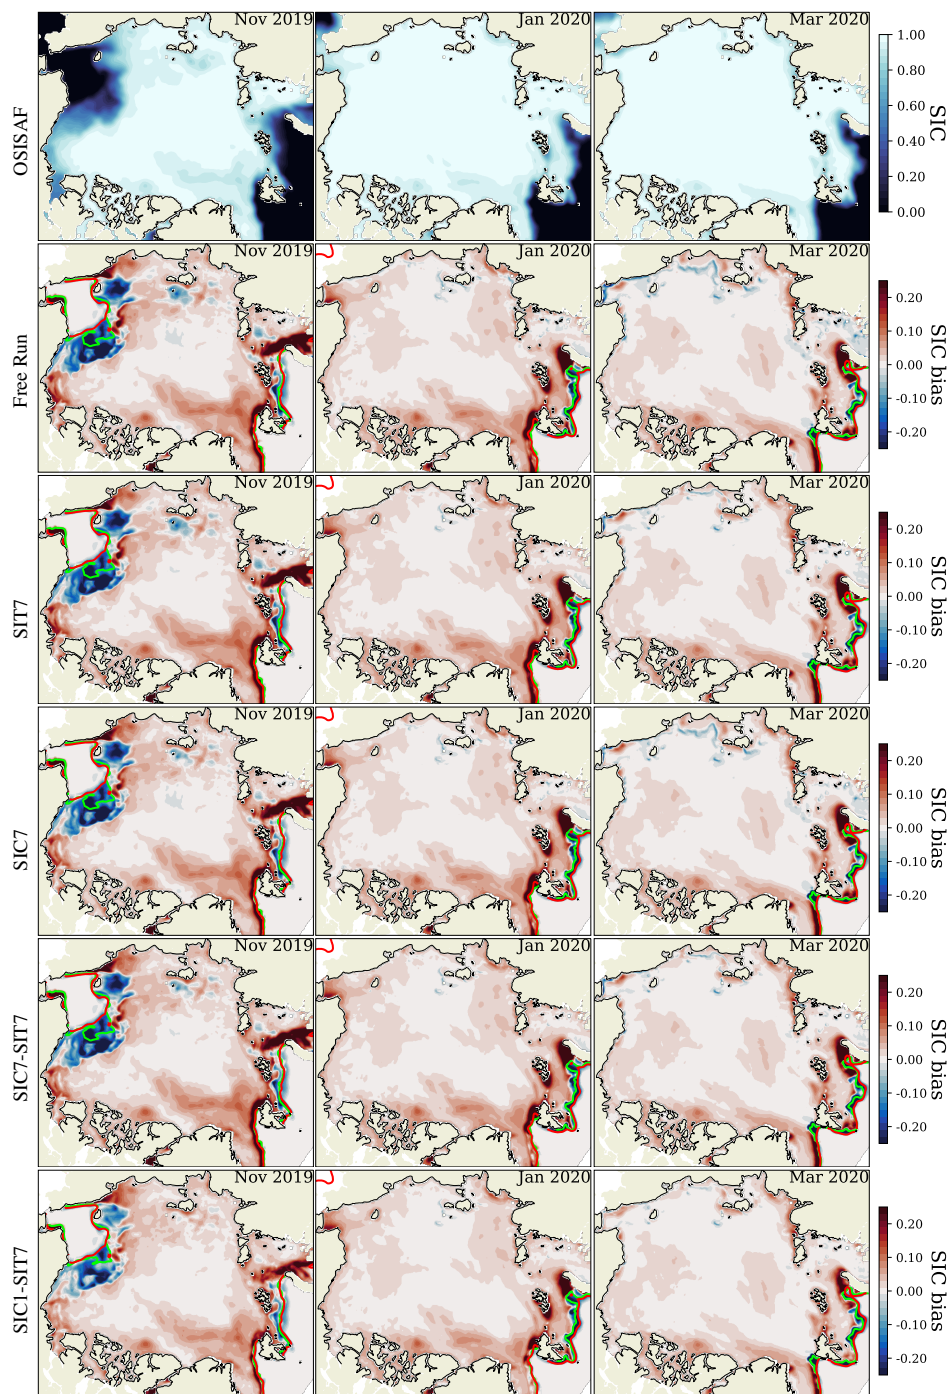 Nov 2019
Jan 2020
Mar 2020
OSISAF
1.00
0.80
0.60
0.40
0.20
0.00
SIC
Nov 2019
Jan 2020
Mar 2020
Free Run
0.20
0.10
0.00
-0.10
-0.20
SIC bias
Nov 2019
Jan 2020
Mar 2020
SIT7
0.20
0.10
0.00
-0.10
-0.20
SIC bias
Nov 2019
Jan 2020
Mar 2020
SIC7
0.20
0.10
0.00
-0.10
-0.20
SIC bias
Nov 2019
Jan 2020
Mar 2020
SIC7-SIT7
0.20
0.10
0.00
-0.10
-0.20
SIC bias
Nov 2019
Jan 2020
Mar 2020
SIC1-SIT7
0.20
0.10
0.00
-0.10
-0.20
SIC bias